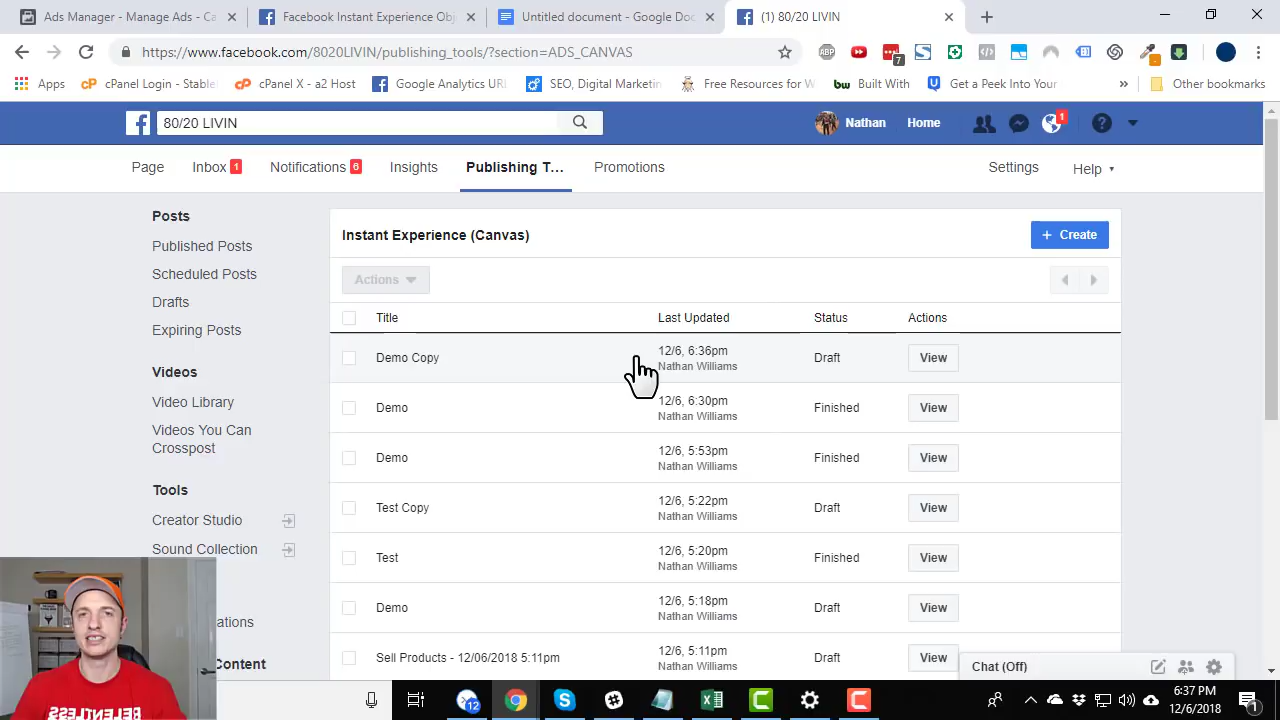 Ads Manager - Manage Ads - Ca
Facebook Instant Experience Obj
Untitled document - Google Doc
(1) 80/20 LIVIN
https://www.facebook.com/8020LIVIN/publishing_tools/?section=ADS_CANVAS
ABP
7
Apps
cPanel Login - Stable
cPanel X - a2 Host
Google Analytics URL
SEO, Digital Marketin
Free Resources for W
bw Built With
Get a Peek Into Your
Other bookmarks
80/20 LIVIN
Nathan
Home
1
Page
Inbox 1
Notifications 6
Insights
Publishing T...
Promotions
Settings
Help
Posts
Published Posts
Scheduled Posts
Drafts
Expiring Posts
Videos
Video Library
Videos You Can
Crosspost
Tools
Creator Studio
Sound Collection
ations
Content
Instant Experience (Canvas)
+ Create
Actions
Title Last Updated Status Actions
Demo Copy 12/6, 6:36pm Draft View
Nathan Williams
Demo 12/6, 6:30pm Finished View
Nathan Williams
Demo 12/6, 5:53pm Finished View
Nathan Williams
Test Copy 12/6, 5:22pm Draft View
Nathan Williams
Test 12/6, 5:20pm Finished View
Nathan Williams
Demo 12/6, 5:18pm Draft View
Nathan Williams
Sell Products - 12/06/2018 5:11pm 12/6, 5:11pm Draft View
Nathan Williams
Chat (Off)
RELENTLESS
12
6:37 PM
12/6/2018
1